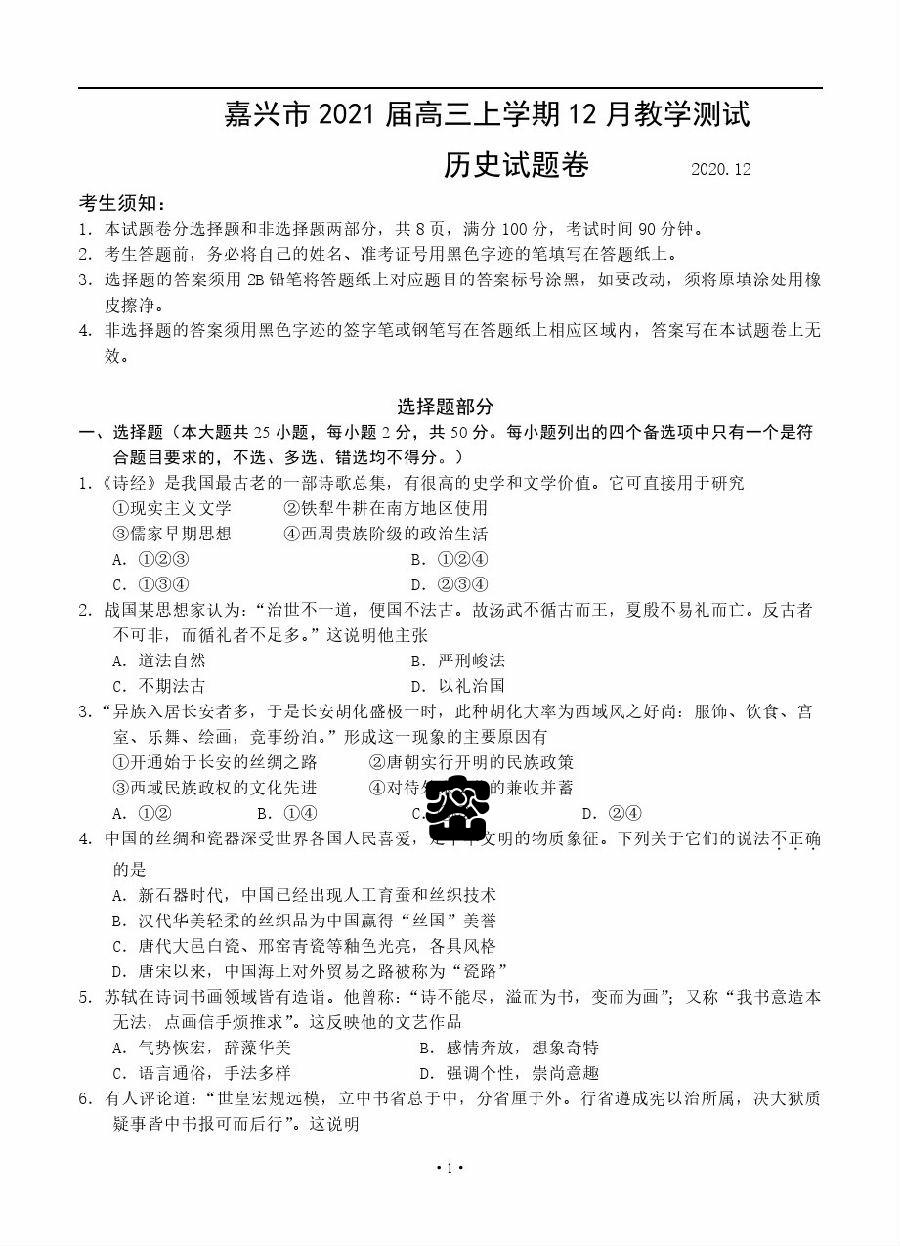 嘉兴市 2021 届高三上学期 12 月教学测试
历史试题卷 2020.12
考生须知：
1. 本试题卷分选择题和非选择题两部分，共 8 页，满分 100 分，考试时间 90 分钟。
2. 考生答题前，务必将自己的姓名、准考证号用黑色字迹的笔填写在答题纸上。
3. 选择题的答案须用 2B 铅笔将答题纸上对应题目的答案标号涂黑，如要改动，须将原填涂处用橡
皮擦净。
4. 非选择题的答案须用黑色字迹的签字笔或钢笔写在答题纸上相应区域内，答案写在本试题卷上无
效。
选择题部分
一、选择题（本大题共 25 小题，每小题 2 分，共 50 分。每小题列出的四个备选项中只有一个是符
合题目要求的，不选、多选、错选均不得分。）
1.《诗经》是我国最古老的一部诗歌总集，有很高的史学和文学价值。它可直接用于研究
①现实主义文学 ②铁犁牛耕在南方地区使用
③儒家早期思想 ④西周贵族阶级的政治生活
A. ①②③ B. ①②④
C. ①③④ D. ②③④
2. 战国某思想家认为：“治世不一道，便国不法古。故汤武不循古而王，夏殷不易礼而亡。反古者
不可非，而循礼者不足多。”这说明他主张
A. 道法自然 B. 严刑峻法
C. 不期法古 D. 以礼治国
3.“异族入居长安者多，于是长安胡化盛极一时，此种胡化大率为西域风之好尚：服饰、饮食、宫
室、乐舞、绘画，竞事纷泊。”形成这一现象的主要原因有
①开通始于长安的丝绸之路 ②唐朝实行开明的民族政策
③西域民族政权的文化先进 ④对待 的兼收并蓄
A. ①② B. ①④ C. D. ②④
4. 中国的丝绸和瓷器深受世界各国人民喜爱， 文明的物质象征。下列关于它们的说法不正确
的是
A. 新石器时代，中国已经出现人工育蚕和丝织技术
B. 汉代华美轻柔的丝织品为中国赢得“丝国”美誉
C. 唐代大邑白瓷、邢窑青瓷等釉色光亮，各具风格
D. 唐宋以来，中国海上对外贸易之路被称为“瓷路”
5. 苏轼在诗词书画领域皆有造诣。他曾称：“诗不能尽，溢而为书，变而为画”；又称“我书意造本
无法，点画信手烦推求”。这反映他的文艺作品
A. 气势恢宏，辞藻华美 B. 感情奔放，想象奇特
C. 语言通俗，手法多样 D. 强调个性，崇尚意趣
6. 有人评论道：“世皇宏规远模，立中书省总于中，分省厘于外。行省遵成宪以治所属，决大狱质
疑事皆中书报可而后行”。这说明
·1·